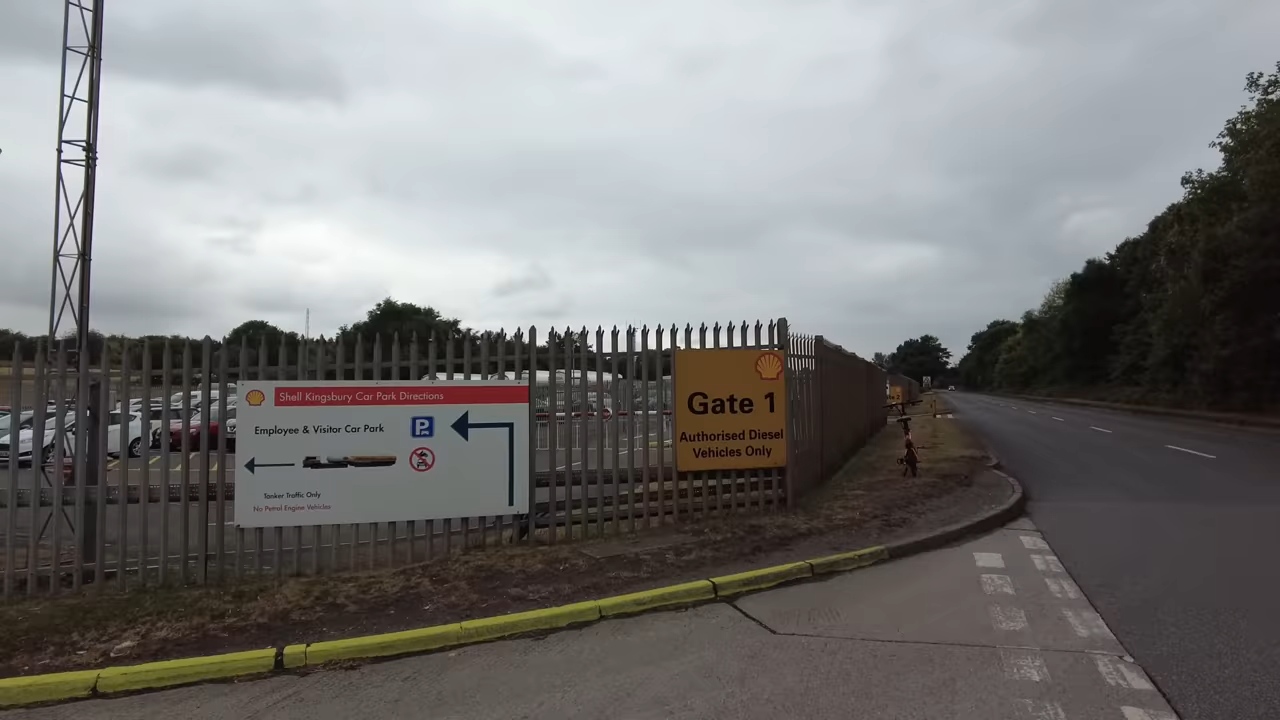 Shell Kingsbury Car Park Directions
Employee & Visitor Car Park
P
Tanker Traffic Only
No Petrol Engine Vehicles
Gate 1
Authorised Diesel
Vehicles Only